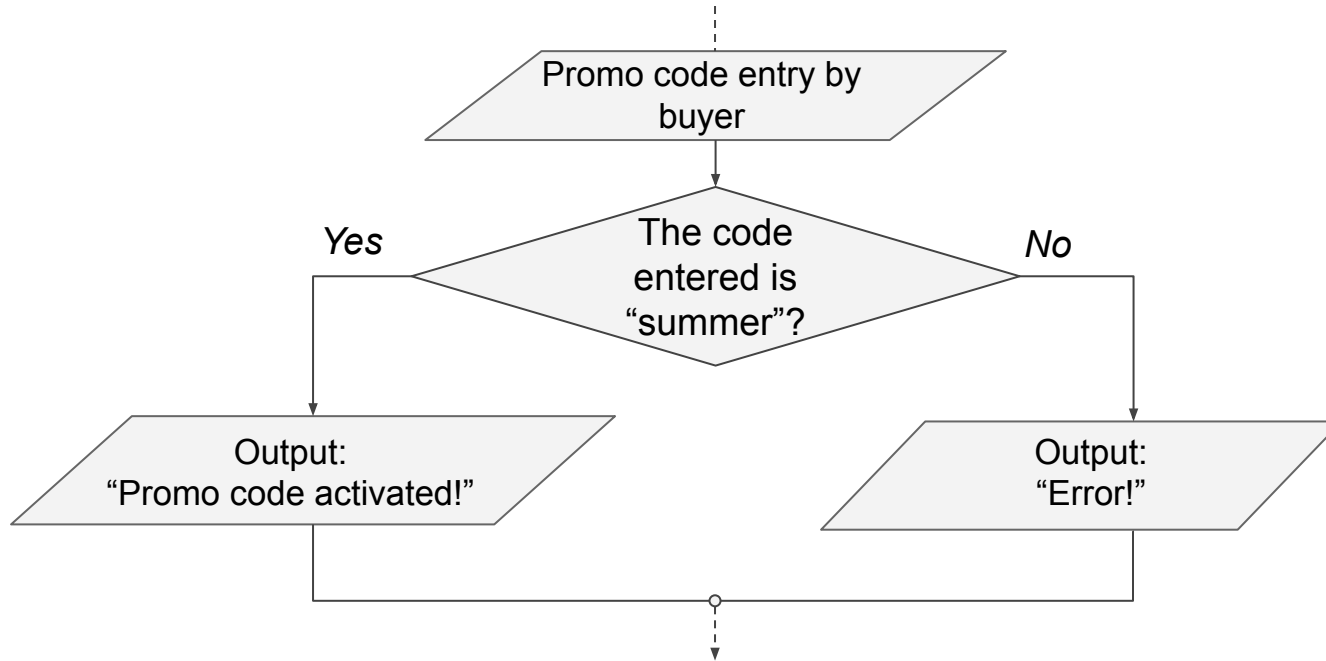 Promo code entry by
buyer
Yes
The code
entered is
“summer”?
No
Output:
“Promo code activated!”
Output:
“Error!”